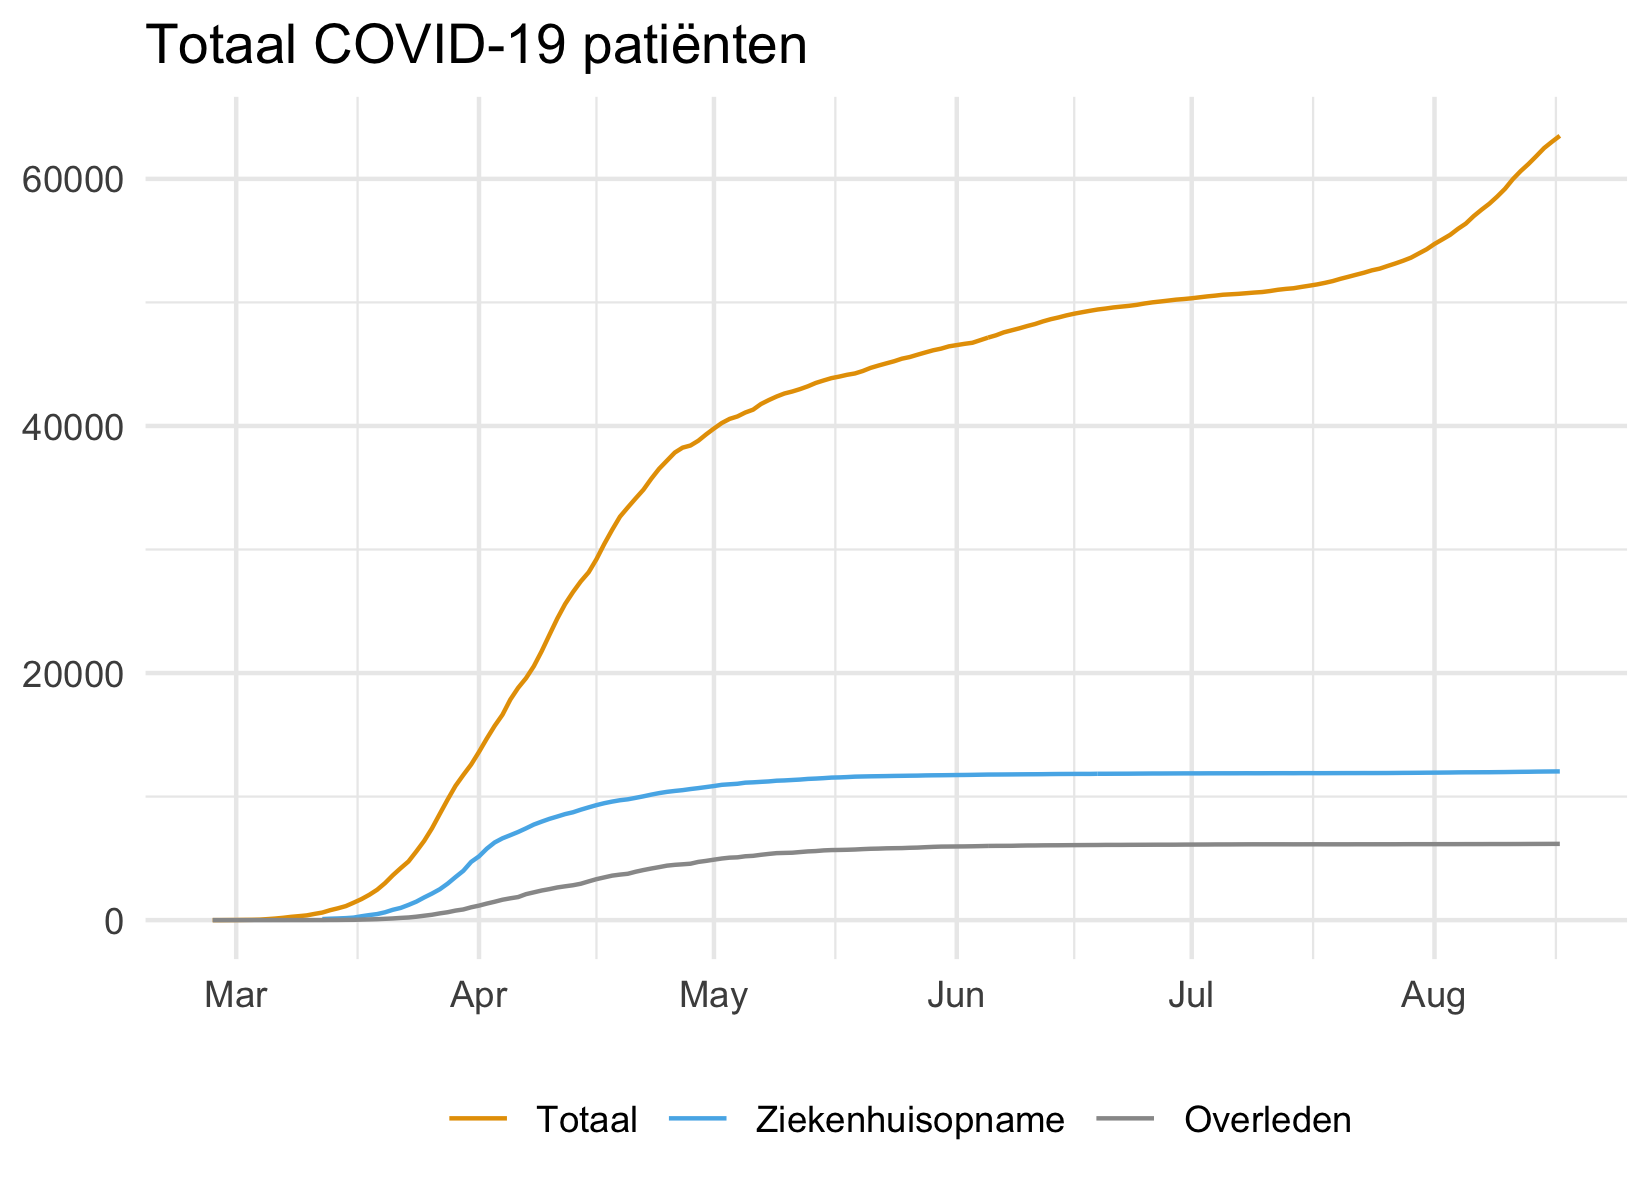 Totaal COVID-19 patiënten
60000
40000
20000
0
Mar Apr May Jun Jul Aug
Totaal Ziekenhuisopname Overleden